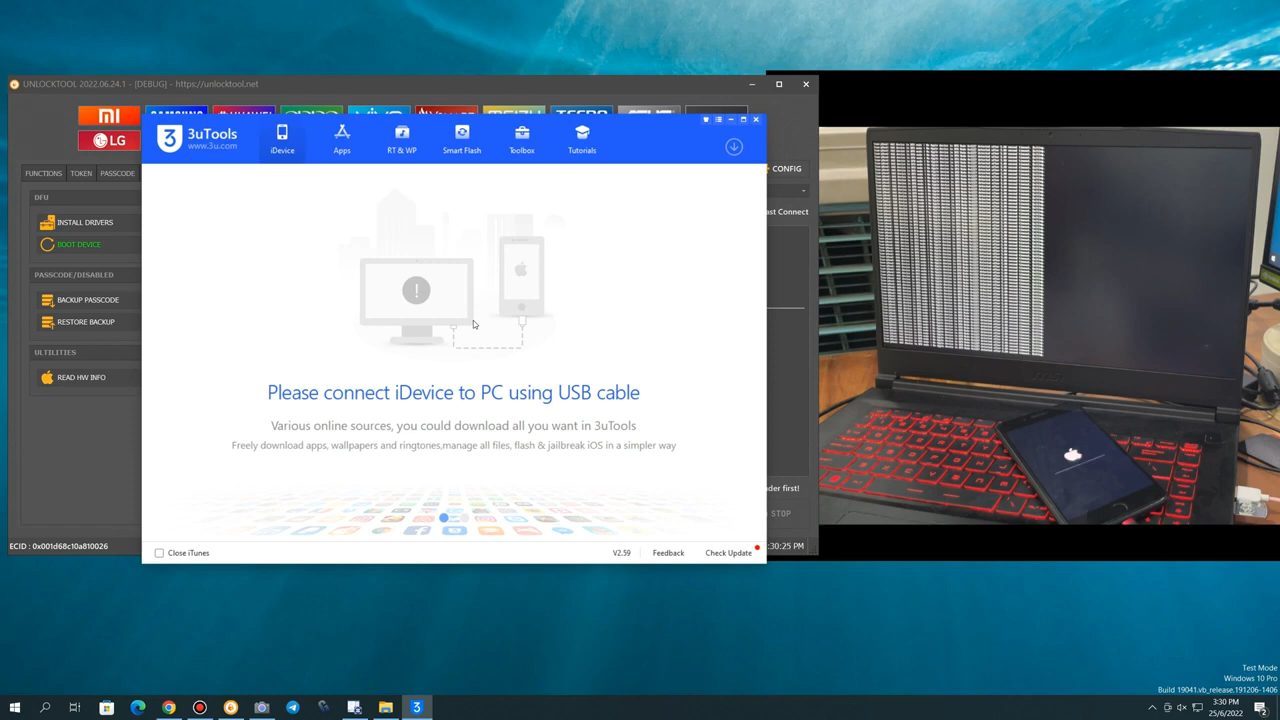 UNLOCKTOOL 2022.06.24.1 - [DEBUG] - https://unlocktool.net
LG
3uTools
www.3u.com
iDevice
Apps
RT & WP
Smart Flash
Toolbox
Tutorials
CONFIG
FUNCTIONS TOKEN PASSCODE
ast Connect
DFU
INSTALL DRIVERS
BOOT DEVICE
PASSCODE/DISABLED
BACKUP PASSCODE
RESTORE BACKUP
ULTILITIES
READ HW INFO
Please connect iDevice to PC using USB cable
Various online sources, you could download all you want in 3uTools
Freely download apps, wallpapers and ringtones,manage all files, flash & jailbreak iOS in a simpler way
der first!
STOP
ECID : 0x001d68c10a810026
:30:25 PM
Close iTunes
V2.59
Feedback
Check Update
Test Mode
Windows 10 Pro
Build 19041.vb_release.191206-1406
3:30 PM
25/6/2022
2